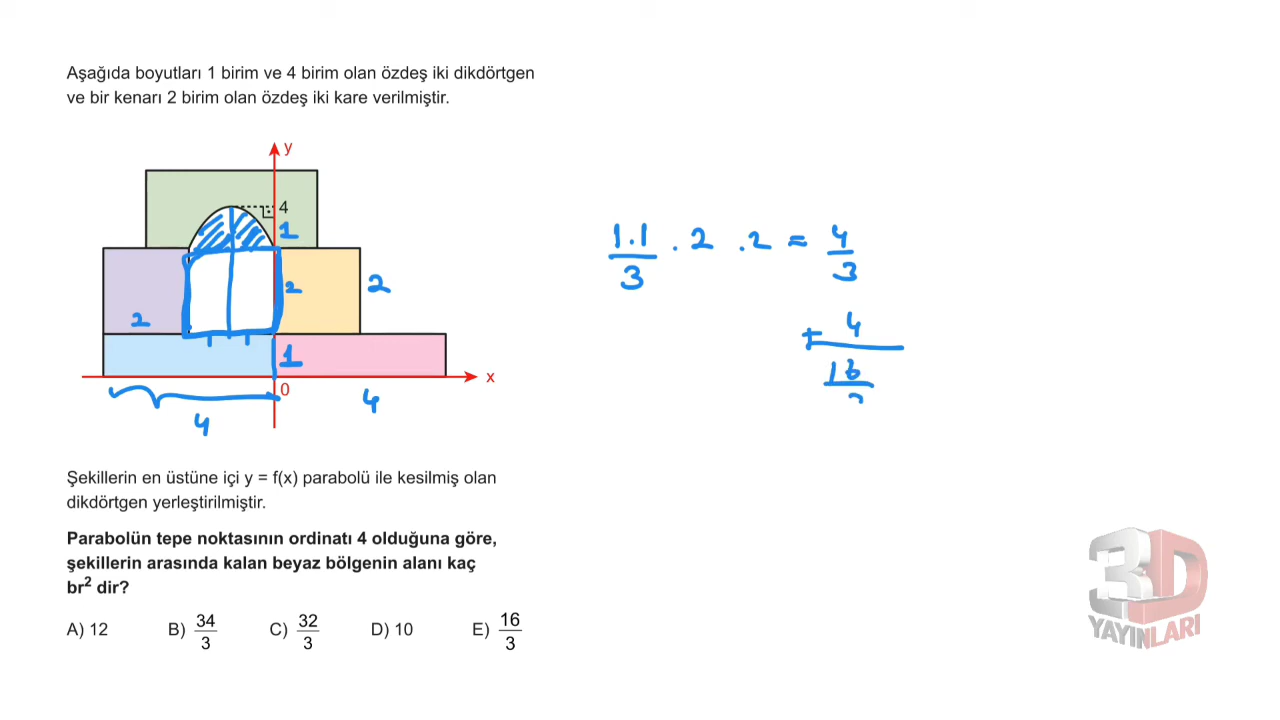 Aşağıda boyutları 1 birim ve 4 birim olan özdeş iki dikdörtgen
ve bir kenarı 2 birim olan özdeş iki kare verilmiştir.
y
4
1
2
2
2
1
x
0
4
4
1.1/3 . 2 . 2 = 4/3
+ 4
16
Şekillerin en üstüne içi y = f(x) parabolü ile kesilmiş olan
dikdörtgen yerleştirilmiştir.
Parabolün tepe noktasının ordinatı 4 olduğuna göre,
şekillerin arasında kalan beyaz bölgenin alanı kaç
br² dir?
A) 12 B) 34/3 C) 32/3 D) 10 E) 16/3
3D
YAYINLARI